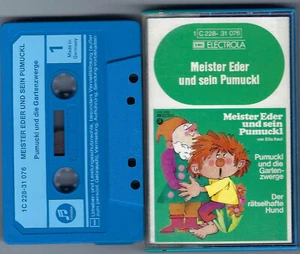 1C 228-31 076 MEISTER EDER UND SEIN PUMUCKL
Pumuckl und die Gartenzwerge
1
Made in
Germany
1C 228-31 076
EMI ELECTROLA
Meister Eder
und sein Pumuckl
Meister Eder
und sein
Pumuckl
von Ellis Kaut
Pumuckl
und die
Garten-
zwerge
Der
rätselhafte
Hund